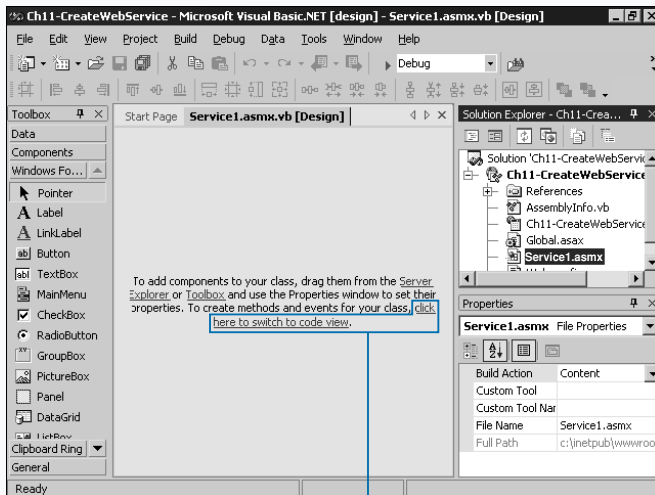 Ch11-CreateWebService - Microsoft Visual Basic.NET [design] - Service1.asmx.vb [Design]
File Edit View Project Build Debug Data Tools Window Help
Debug
Toolbox
Data
Components
Windows Fo...
Pointer
Label
LinkLabel
Button
TextBox
MainMenu
CheckBox
RadioButton
GroupBox
PictureBox
Panel
DataGrid
ListBox
Clipboard Ring
General
Start Page Service1.asmx.vb [Design]
To add components to your class, drag them from the Server
Explorer or Toolbox and use the Properties window to set their
properties. To create methods and events for your class, click
here to switch to code view.
Solution Explorer - Ch11-Crea...
Solution 'Ch11-CreateWebServic
Ch11-CreateWebService
References
AssemblyInfo.vb
Ch11-CreateWebService
Global.asax
Service1.asmx
Properties
Service1.asmx File Properties
Build Action Content
Custom Tool
Custom Tool Nar
File Name Service1.asmx
Full Path c:\inetpub\wwwroo
Ready